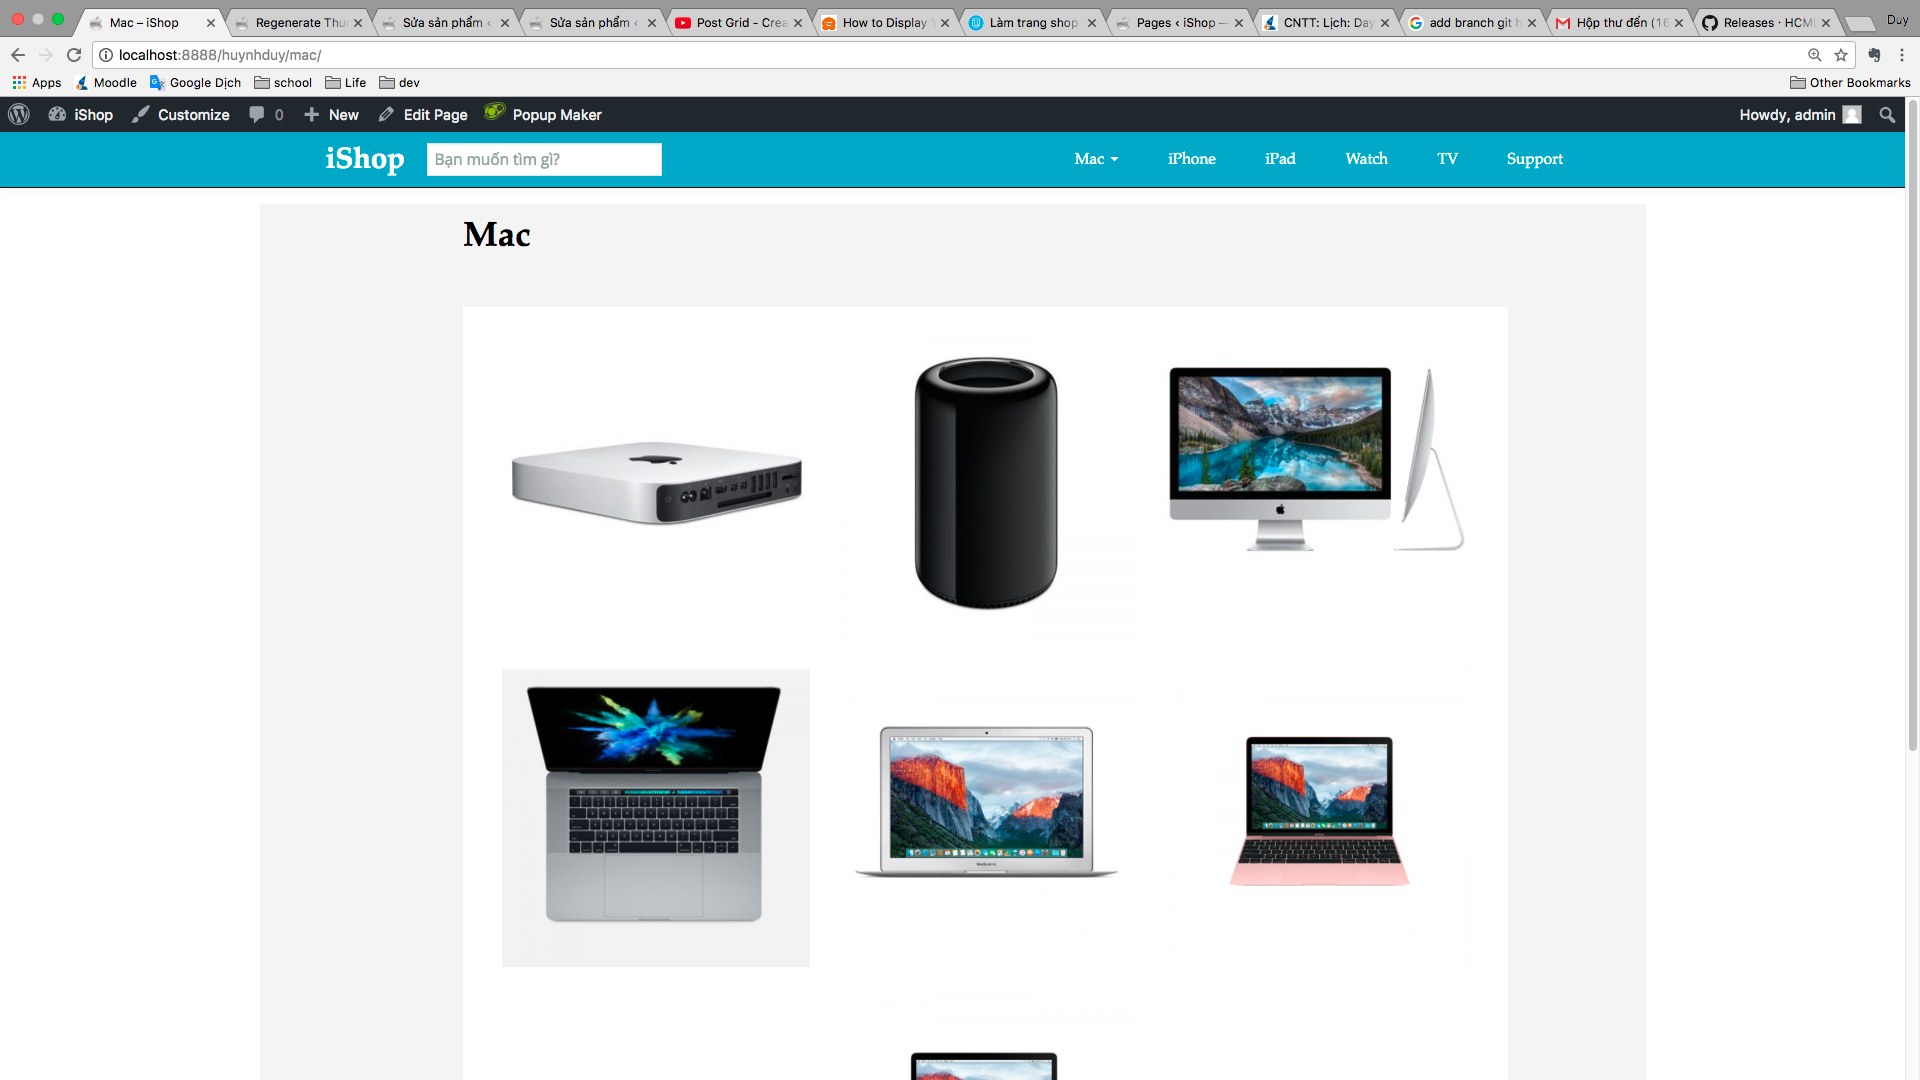 Mac – iShop
Regenerate Thu
Sửa sản phẩm ‹
Sửa sản phẩm ‹
Post Grid - Crea
How to Display Y
Làm trang shop
Pages ‹ iShop —
CNTT: Lịch: Day
add branch git h
Hộp thư đến (16
Releases · HCM
Duy
localhost:8888/huynhduy/mac/
Apps
Moodle
Google Dịch
school
Life
dev
Other Bookmarks
iShop
Customize
0
New
Edit Page
Popup Maker
Howdy, admin
iShop
Bạn muốn tìm gì?
Mac
iPhone
iPad
Watch
TV
Support
Mac